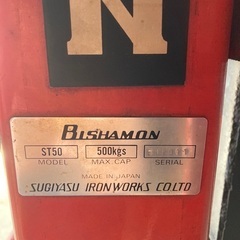 N
BISHAMON
ST50 500kgs
MODEL MAX CAP SERIAL
MADE IN JAPAN
SUGIYASU IRONWORKS CO LTD